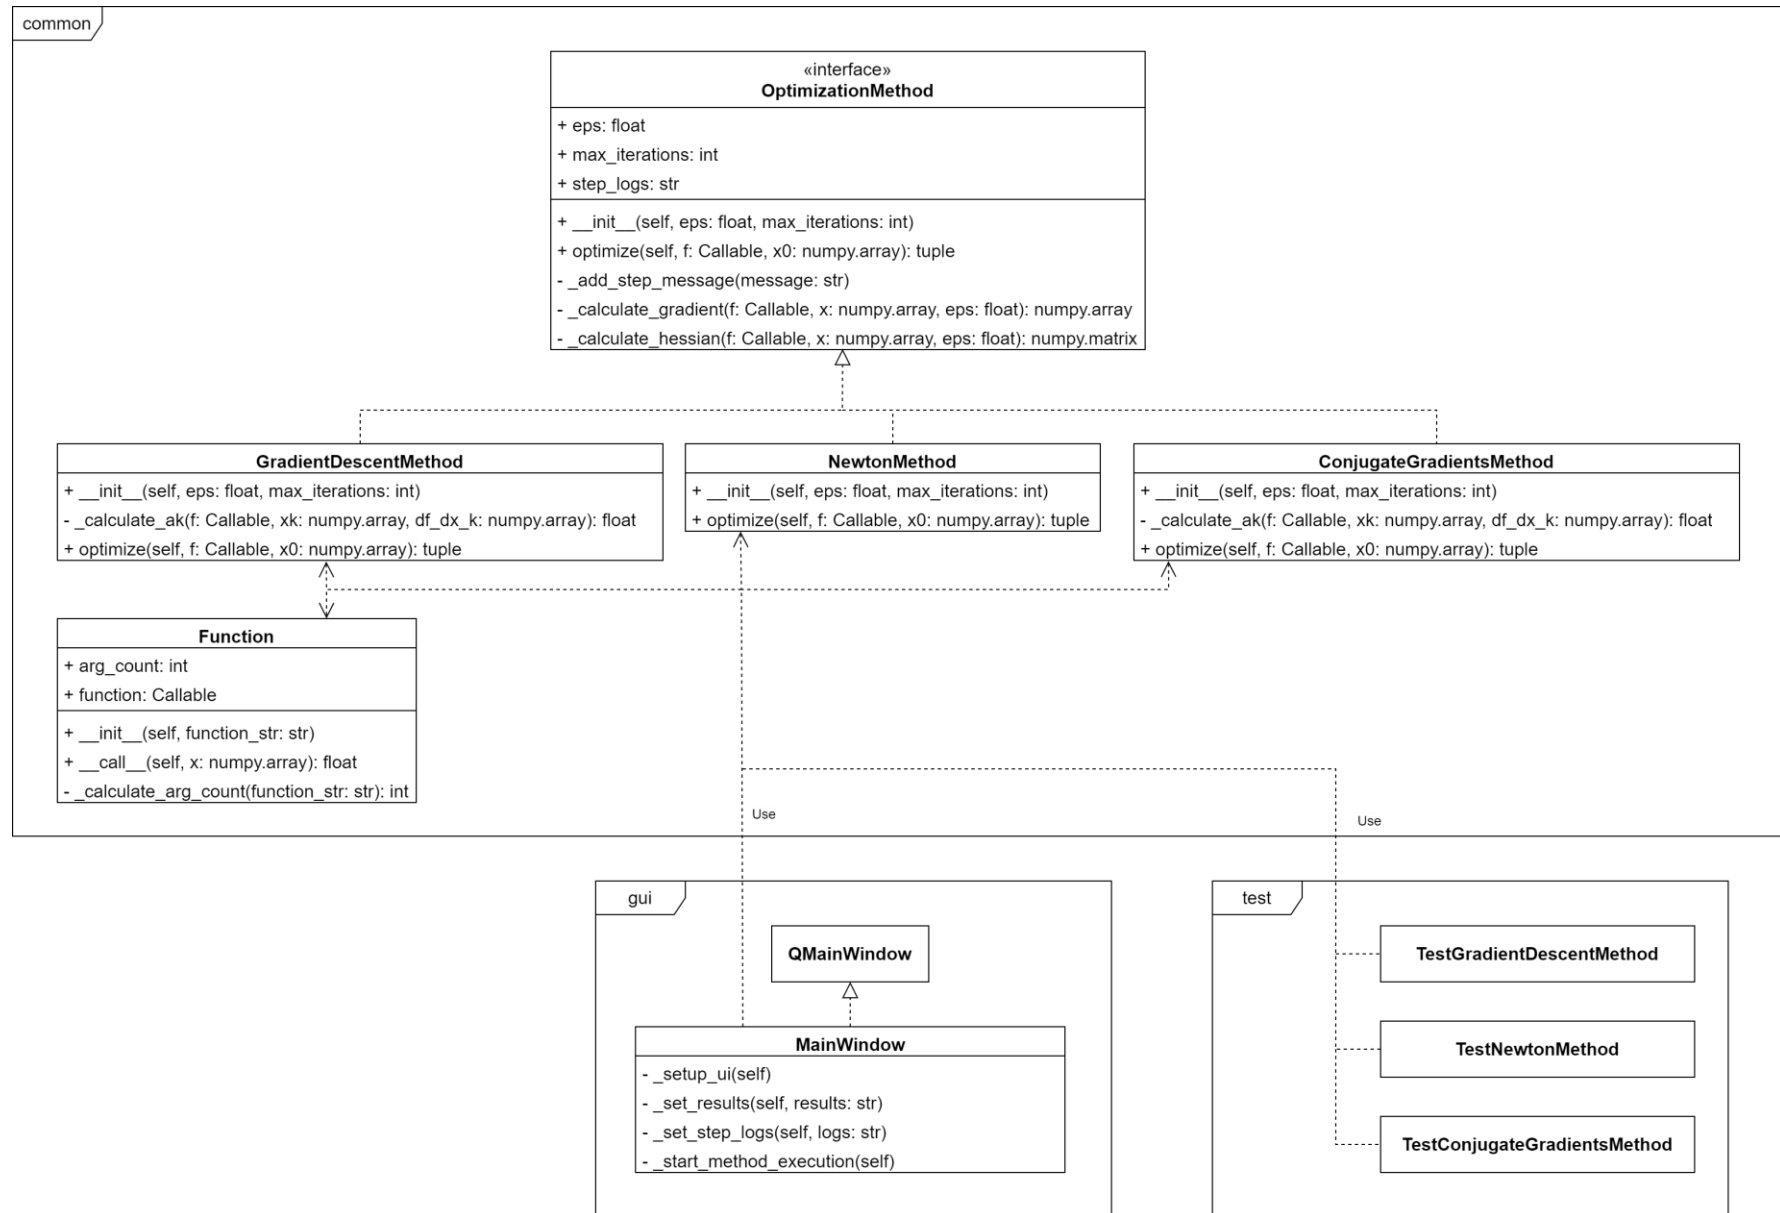 common
«interface»
OptimizationMethod
+ eps: float
+ max_iterations: int
+ step_logs: str
+ __init__(self, eps: float, max_iterations: int)
+ optimize(self, f: Callable, x0: numpy.array): tuple
- _add_step_message(message: str)
- _calculate_gradient(f: Callable, x: numpy.array, eps: float): numpy.array
- _calculate_hessian(f: Callable, x: numpy.array, eps: float): numpy.matrix
GradientDescentMethod
+ __init__(self, eps: float, max_iterations: int)
- _calculate_ak(f: Callable, xk: numpy.array, df_dx_k: numpy.array): float
+ optimize(self, f: Callable, x0: numpy.array): tuple
NewtonMethod
+ __init__(self, eps: float, max_iterations: int)
+ optimize(self, f: Callable, x0: numpy.array): tuple
ConjugateGradientsMethod
+ __init__(self, eps: float, max_iterations: int)
- _calculate_ak(f: Callable, xk: numpy.array, df_dx_k: numpy.array): float
+ optimize(self, f: Callable, x0: numpy.array): tuple
Function
+ arg_count: int
+ function: Callable
+ __init__(self, function_str: str)
+ __call__(self, x: numpy.array): float
- _calculate_arg_count(function_str: str): int
Use
Use
gui
QMainWindow
MainWindow
- _setup_ui(self)
- _set_results(self, results: str)
- _set_step_logs(self, logs: str)
- _start_method_execution(self)
test
TestGradientDescentMethod
TestNewtonMethod
TestConjugateGradientsMethod